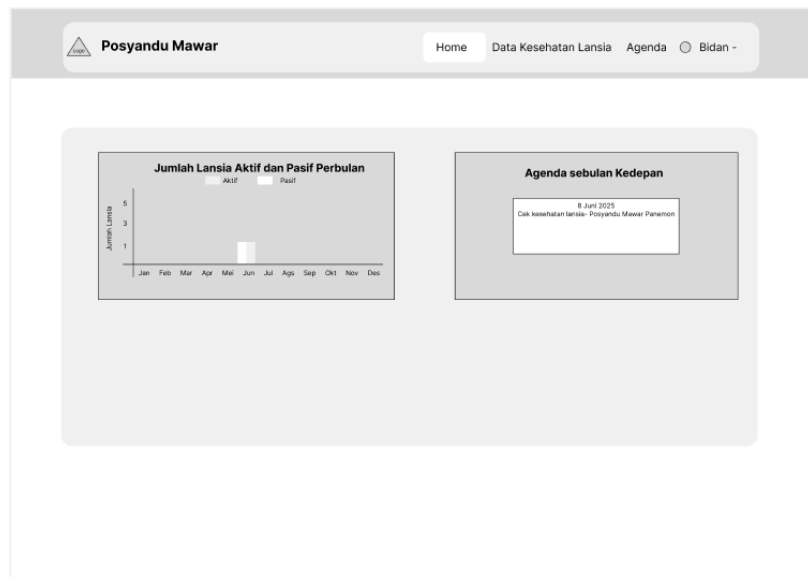 Logo
Posyandu Mawar
Home
Data Kesehatan Lansia
Agenda
Bidan -
Jumlah Lansia Aktif dan Pasif Perbulan
Aktif
Pasif
Jumlah Lansia
5
3
1
Jan Feb Mar Apr Mei Jun Jul Ags Sep Okt Nov Des
Agenda sebulan Kedepan
8 Juni 2025
Cek kesehatan lansia- Posyandu Mawar Panemon